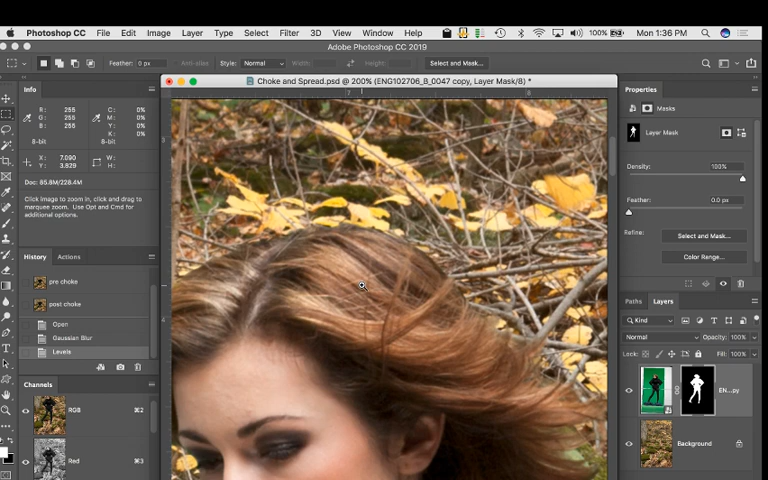 Photoshop CC File Edit Image Layer Type Select Filter 3D View Window Help 100% Mon 1:36 PM
Adobe Photoshop CC 2019
Feather: 0 px Anti-alias Style: Normal Width: Height: Select and Mask...
Choke and Spread.psd @ 200% (ENG102706_B_0047 copy, Layer Mask/8) *
Info
R: 255 C: 0%
G: 255 M: 0%
B: 255 Y: 0%
K: 0%
8-bit 8-bit
X: 7.090 W:
Y: 3.829 H:
Doc: 85.8M/228.4M
Click image to zoom in, click and drag to
marquee zoom. Use Opt and Cmd for
additional options.
History Actions
pre choke
post choke
Open
Gaussian Blur
Levels
Channels
RGB ⌘2
Red ⌘3
7 8
3
4
Properties
Masks
Layer Mask
Density: 100%
Feather: 0.0 px
Refine: Select and Mask...
Color Range...
Paths Layers
Kind
Normal Opacity: 100%
Lock: Fill: 100%
EN...py
Background